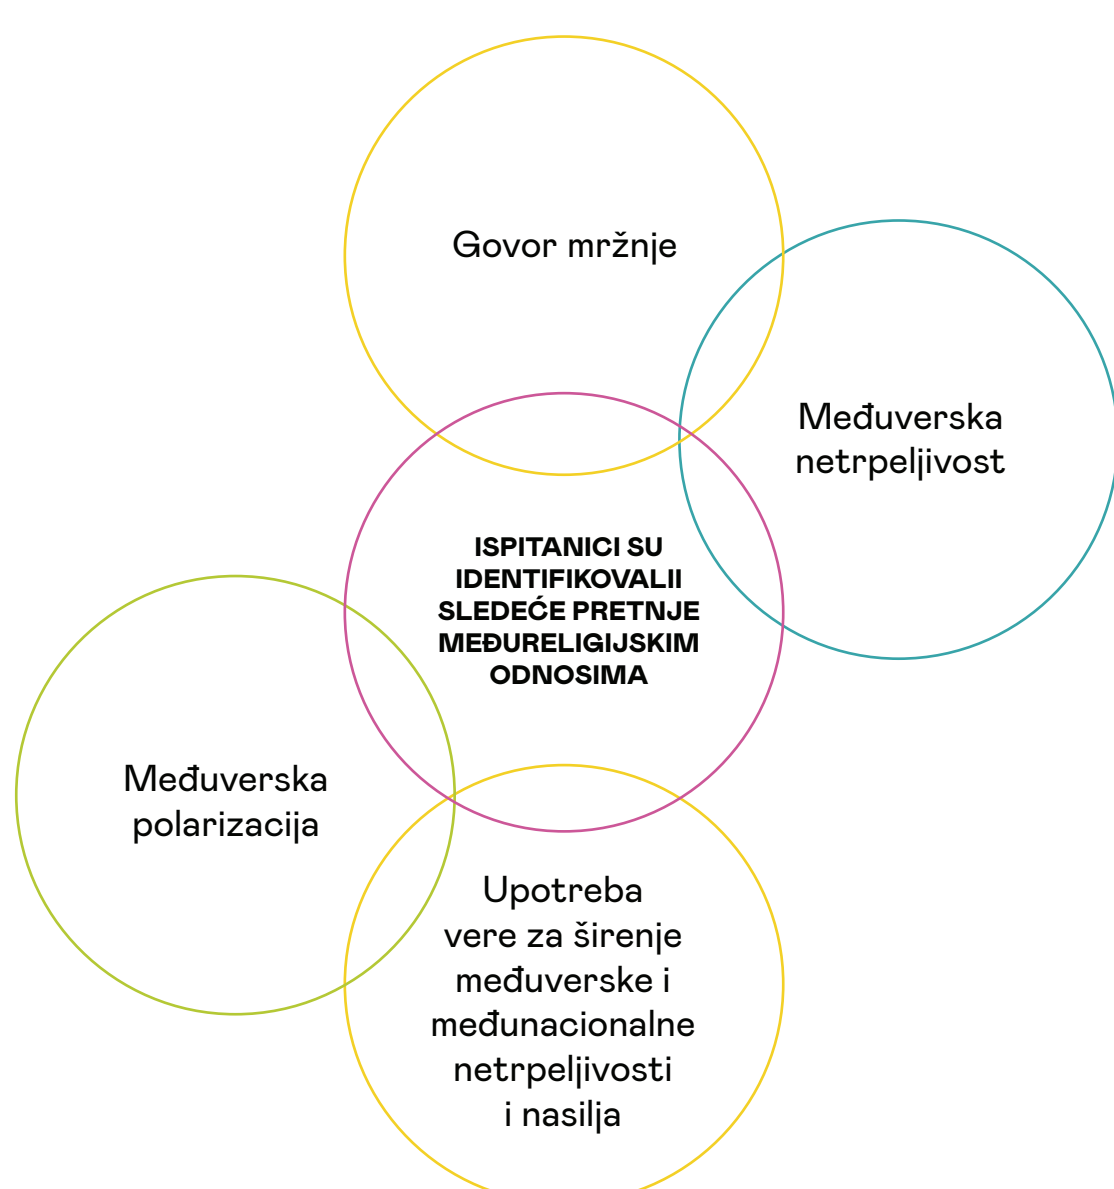 Govor mržnje
Međuverska
netrpeljivost
ISPITANICI SU
IDENTIFIKOVALII
SLEDEĆE PRETNJE
MEĐURELIGIJSKIM
ODNOSIMA
Međuverska
polarizacija
Upotreba
vere za širenje
međuverske i
međunacionalne
netrpeljivosti
i nasilja